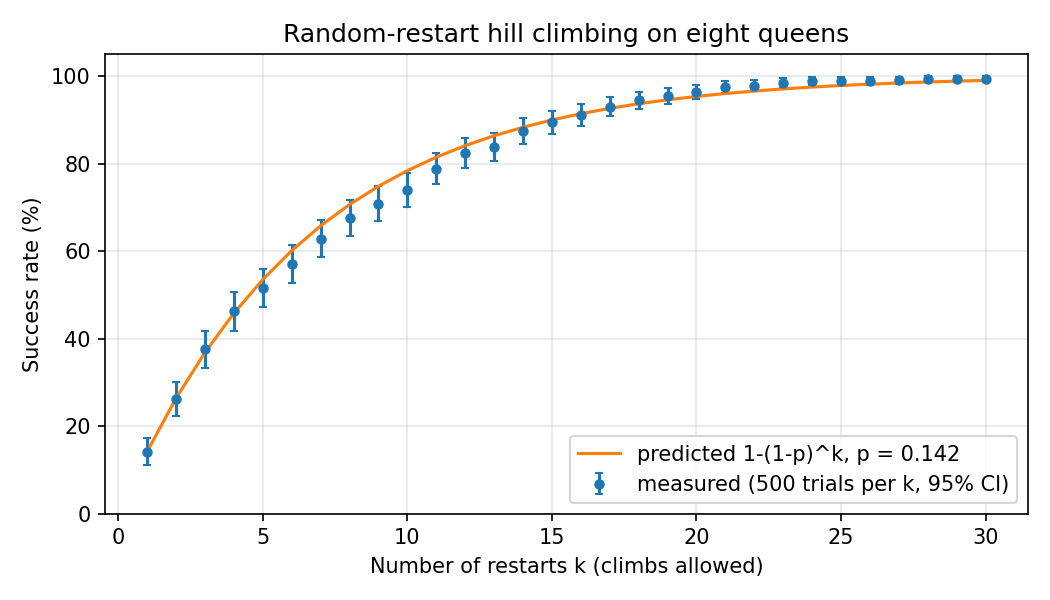 Random-restart hill climbing on eight queens
Success rate (%)
100
80
60
40
20
0
predicted 1-(1-p)^k, p = 0.142
measured (500 trials per k, 95% CI)
0 5 10 15 20 25 30
Number of restarts k (climbs allowed)